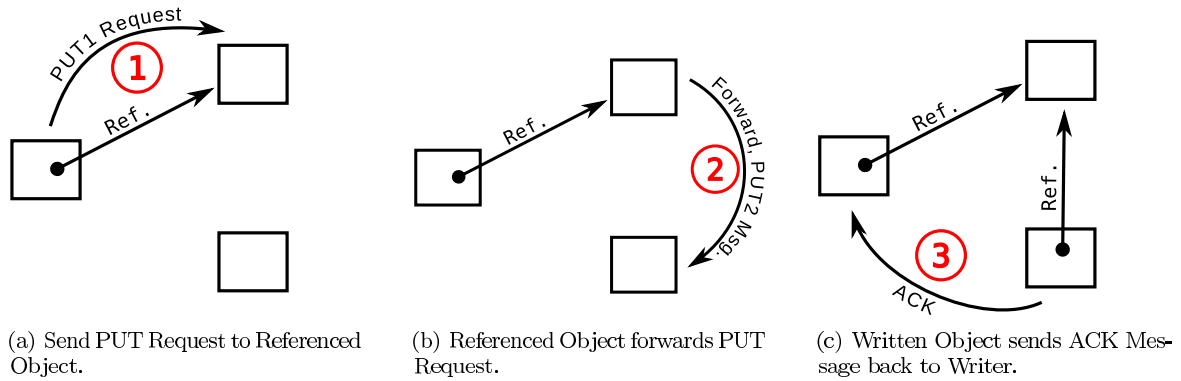 PUT1 Request
1
Ref.
(a) Send PUT Request to Referenced
Object.
Ref.
Forward, PUT2 Msg.
2
(b) Referenced Object forwards PUT
Request.
Ref.
Ref.
3
ACK
(c) Written Object sends ACK Mes-
sage back to Writer.